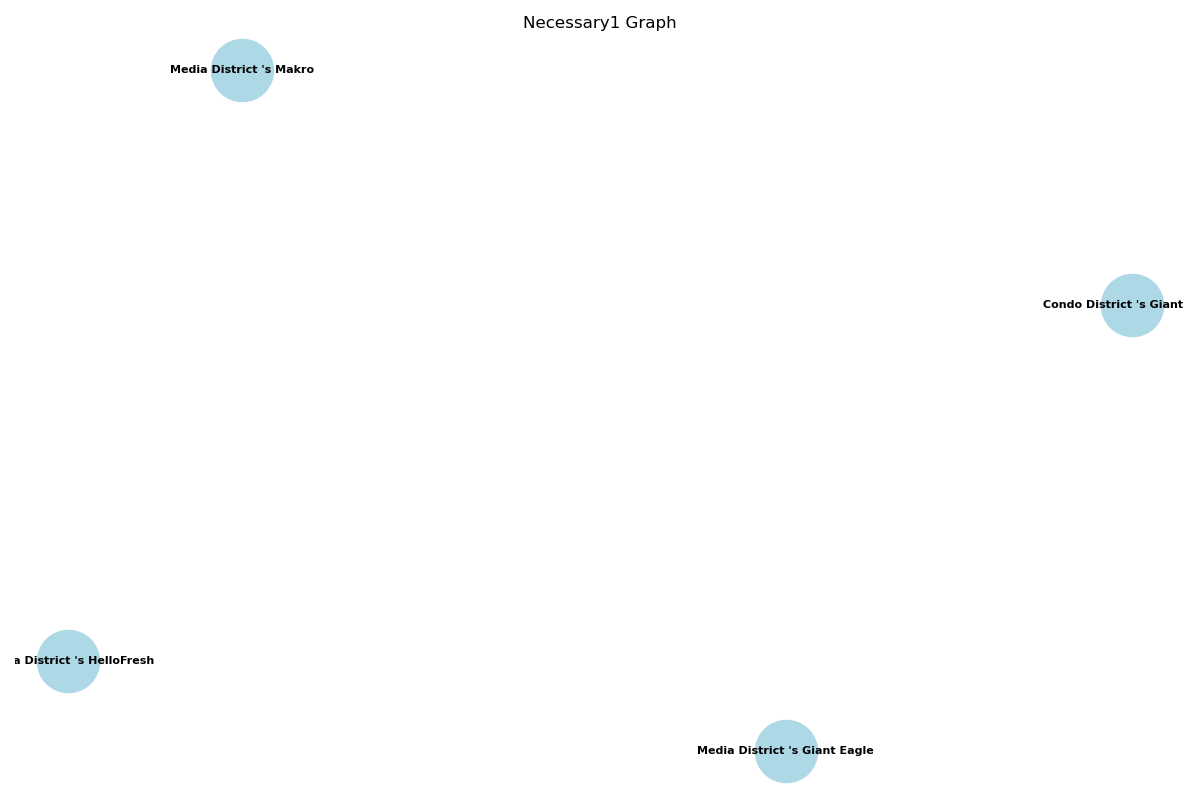 Necessary1 Graph
Media District 's Makro
Condo District 's Giant
a District 's HelloFresh
Media District 's Giant Eagle